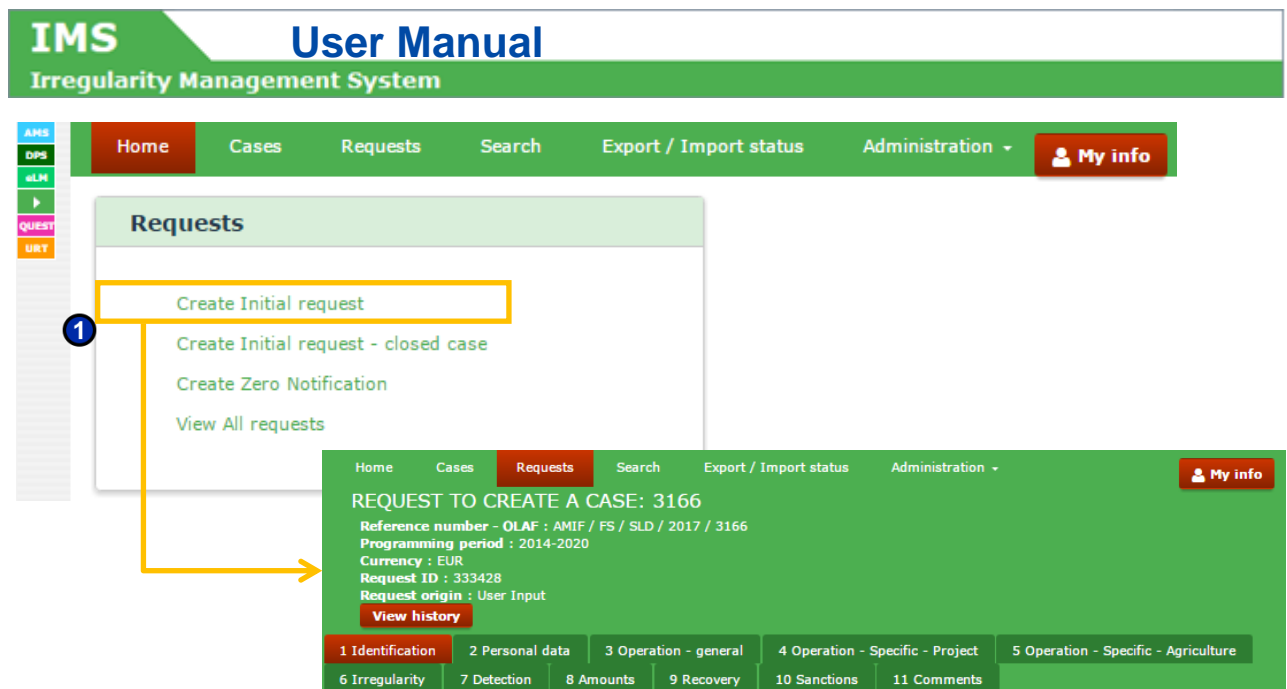 IMS User Manual
Irregularity Management System
AMS
DPS
eLM
QUEST
URT
Home Cases Requests Search Export / Import status Administration My info
Requests
1
Create Initial request
Create Initial request - closed case
Create Zero Notification
View All requests
Home Cases Requests Search Export / Import status Administration My info
REQUEST TO CREATE A CASE: 3166
Reference number - OLAF : AMIF / FS / SLD / 2017 / 3166
Programming period : 2014-2020
Currency : EUR
Request ID : 333428
Request origin : User Input
View history
1 Identification 2 Personal data 3 Operation - general 4 Operation - Specific - Project 5 Operation - Specific - Agriculture
6 Irregularity 7 Detection 8 Amounts 9 Recovery 10 Sanctions 11 Comments